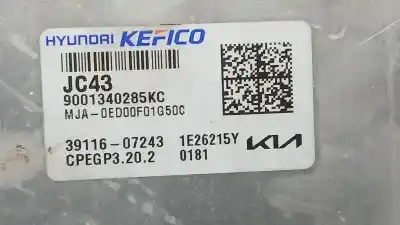 HYUNDAI KEFICO
JC43
9001340285KC
MJA-0ED00F01G50C
39116-07243 1E26215Y KIA
CPEGP3.20.2 0181